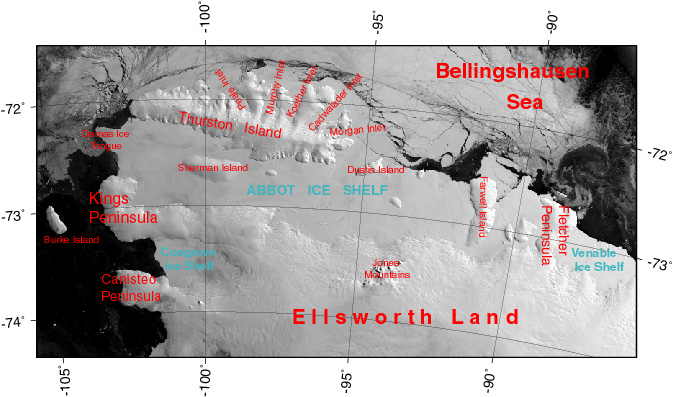 -100°
-95°
-90°
Bellingshausen
Sea
Peale Inlet
Murphy Inlet
Koether Inlet
Cadwalader Inlet
-72°
Thurston Island
Morgan Inlet
Demas Ice
Tongue
-72°
Sherman Island
Dustin Island
ABBOT ICE SHELF
Farwell Island
Kings
Peninsula
-73°
Fletcher
Peninsula
Burke Island
Cosgrove
Ice Shelf
Venable
Ice Shelf
-73°
Jones
Mountains
Canisteo
Peninsula
Ellsworth Land
-74°
-105°
-100°
-95°
-90°